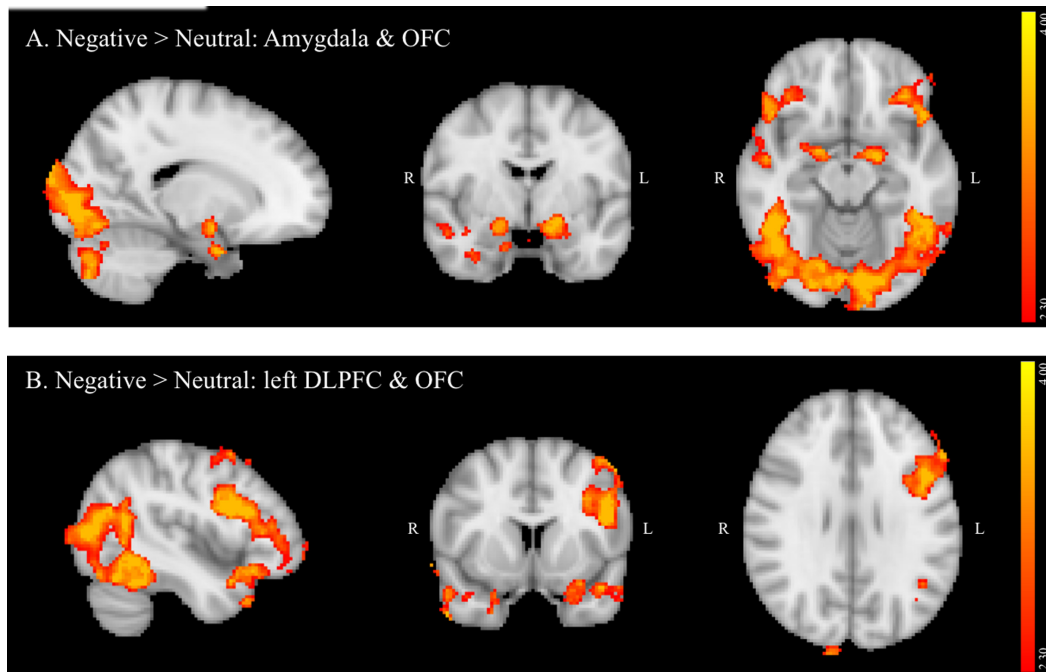 A. Negative > Neutral: Amygdala & OFC
4.00
R
L
R
L
2.30
B. Negative > Neutral: left DLPFC & OFC
4.00
R
L
R
L
2.30